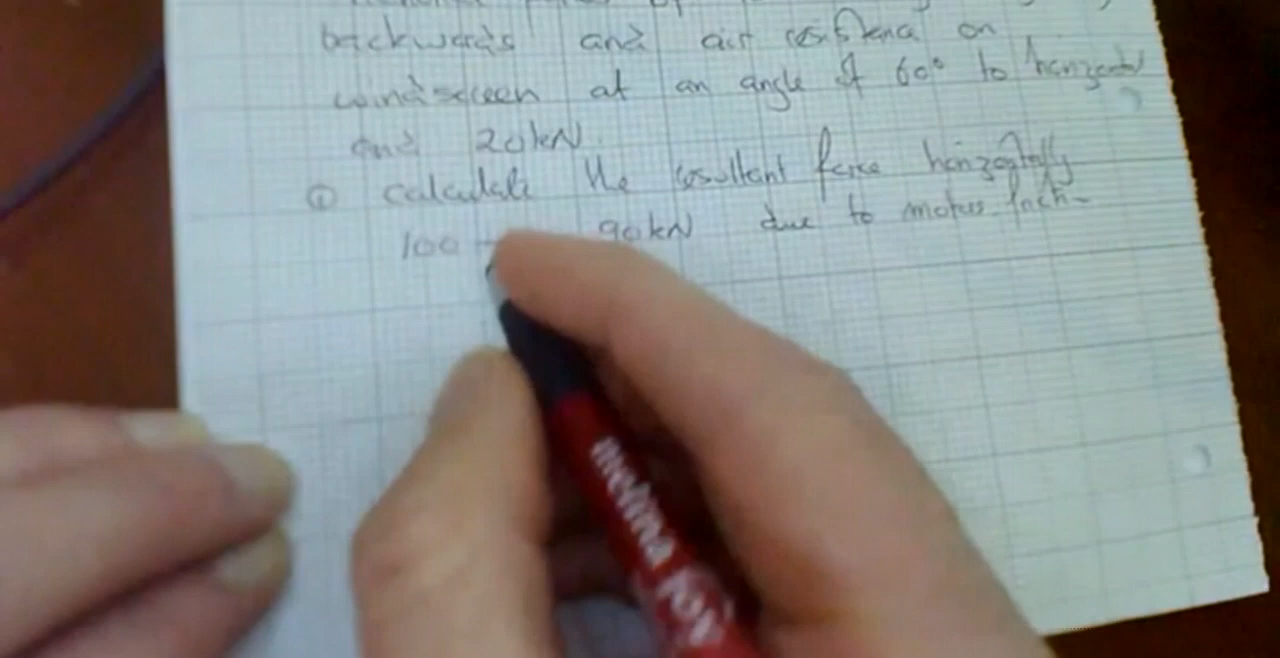 backwards and air resistance on
windscreen at an angle of 60° to horizontal
and 20kN.
① calculate the resultant force horizontally
100 - 90kN due to motor
melina